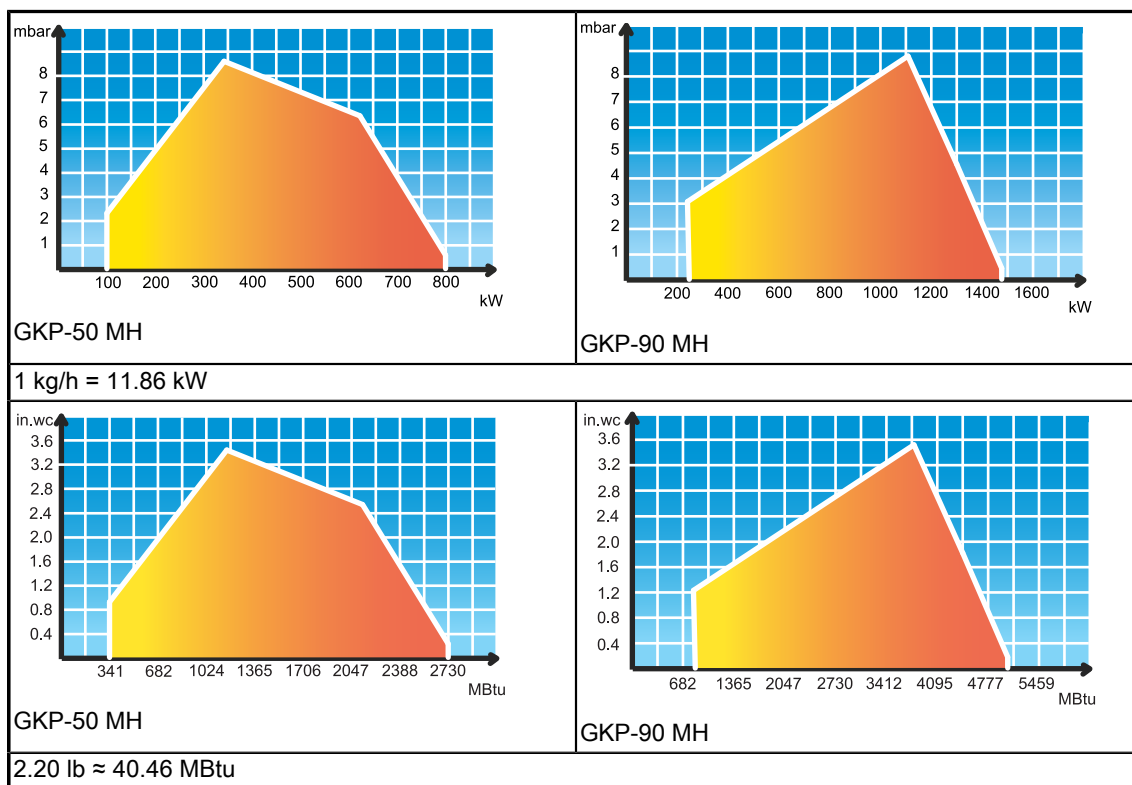 mbar
8
7
6
5
4
3
2
1
100 200 300 400 500 600 700 800
kW
GKP-50 MH
mbar
8
7
6
5
4
3
2
1
200 400 600 800 1000 1200 1400 1600
kW
GKP-90 MH
1 kg/h = 11.86 kW
in.wc
3.6
3.2
2.8
2.4
2.0
1.6
1.2
0.8
0.4
341 682 1024 1365 1706 2047 2388 2730
MBtu
GKP-50 MH
in.wc
3.6
3.2
2.8
2.4
2.0
1.6
1.2
0.8
0.4
682 1365 2047 2730 3412 4095 4777 5459
MBtu
GKP-90 MH
2.20 lb ≈ 40.46 MBtu